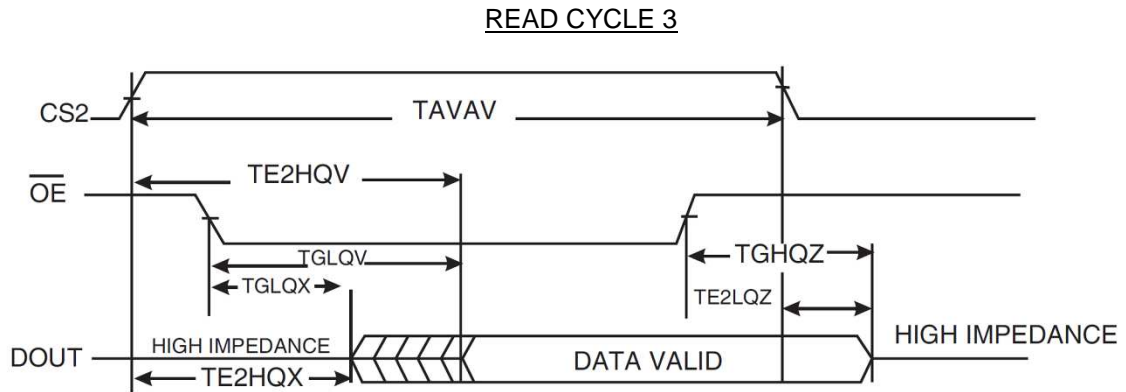 READ CYCLE 3
CS2
TAVAV
TE2HQV
OE
TGLQV
TGHQZ
TGLQX
TE2LQZ
HIGH IMPEDANCE
DOUT
HIGH IMPEDANCE
DATA VALID
TE2HQX